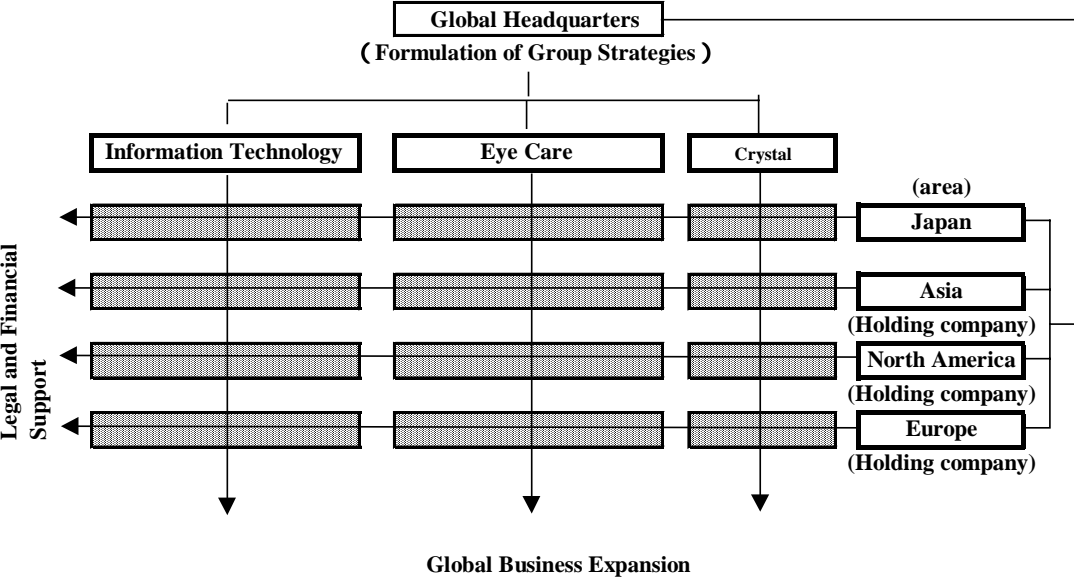 Global Headquarters
（Formulation of Group Strategies）
Information Technology
Eye Care
Crystal
(area)
Japan
Asia
(Holding company)
North America
(Holding company)
Europe
(Holding company)
Legal and Financial
Support
Global Business Expansion